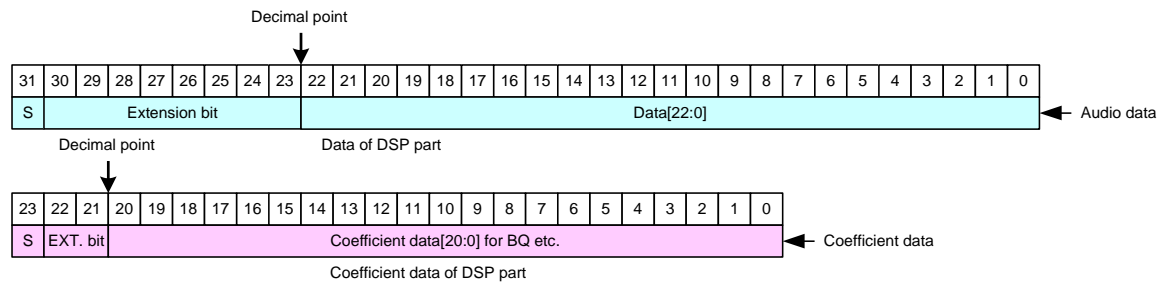 Decimal point
31 30 29 28 27 26 25 24 23 22 21 20 19 18 17 16 15 14 13 12 11 10 9 8 7 6 5 4 3 2 1 0
S Extension bit Data[22:0] Audio data
Decimal point Data of DSP part
23 22 21 20 19 18 17 16 15 14 13 12 11 10 9 8 7 6 5 4 3 2 1 0
S EXT. bit Coefficient data[20:0] for BQ etc. Coefficient data
Coefficient data of DSP part